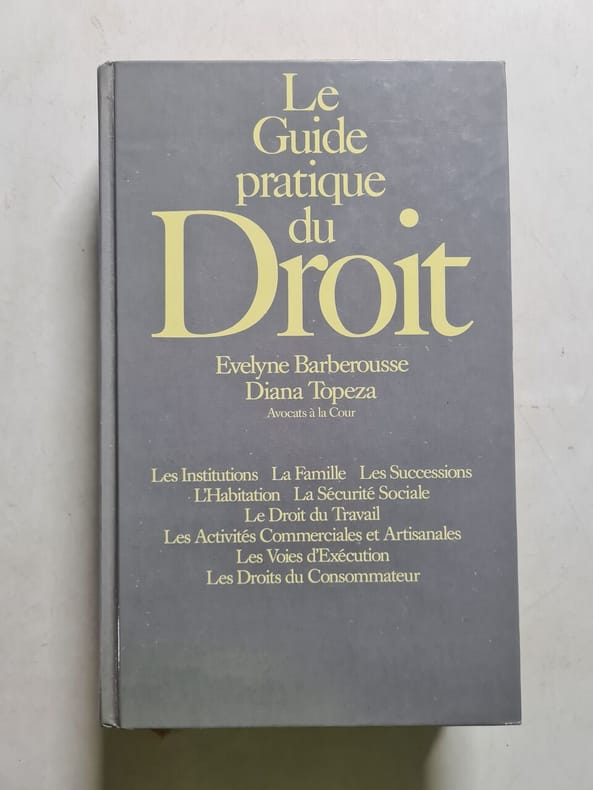 Le
Guide
pratique
du
Droit
Evelyne Barberousse
Diana Topeza
Avocats à la Cour
Les Institutions La Famille Les Successions
L'Habitation La Sécurité Sociale
Le Droit du Travail
Les Activités Commerciales et Artisanales
Les Voies d'Exécution
Les Droits du Consommateur